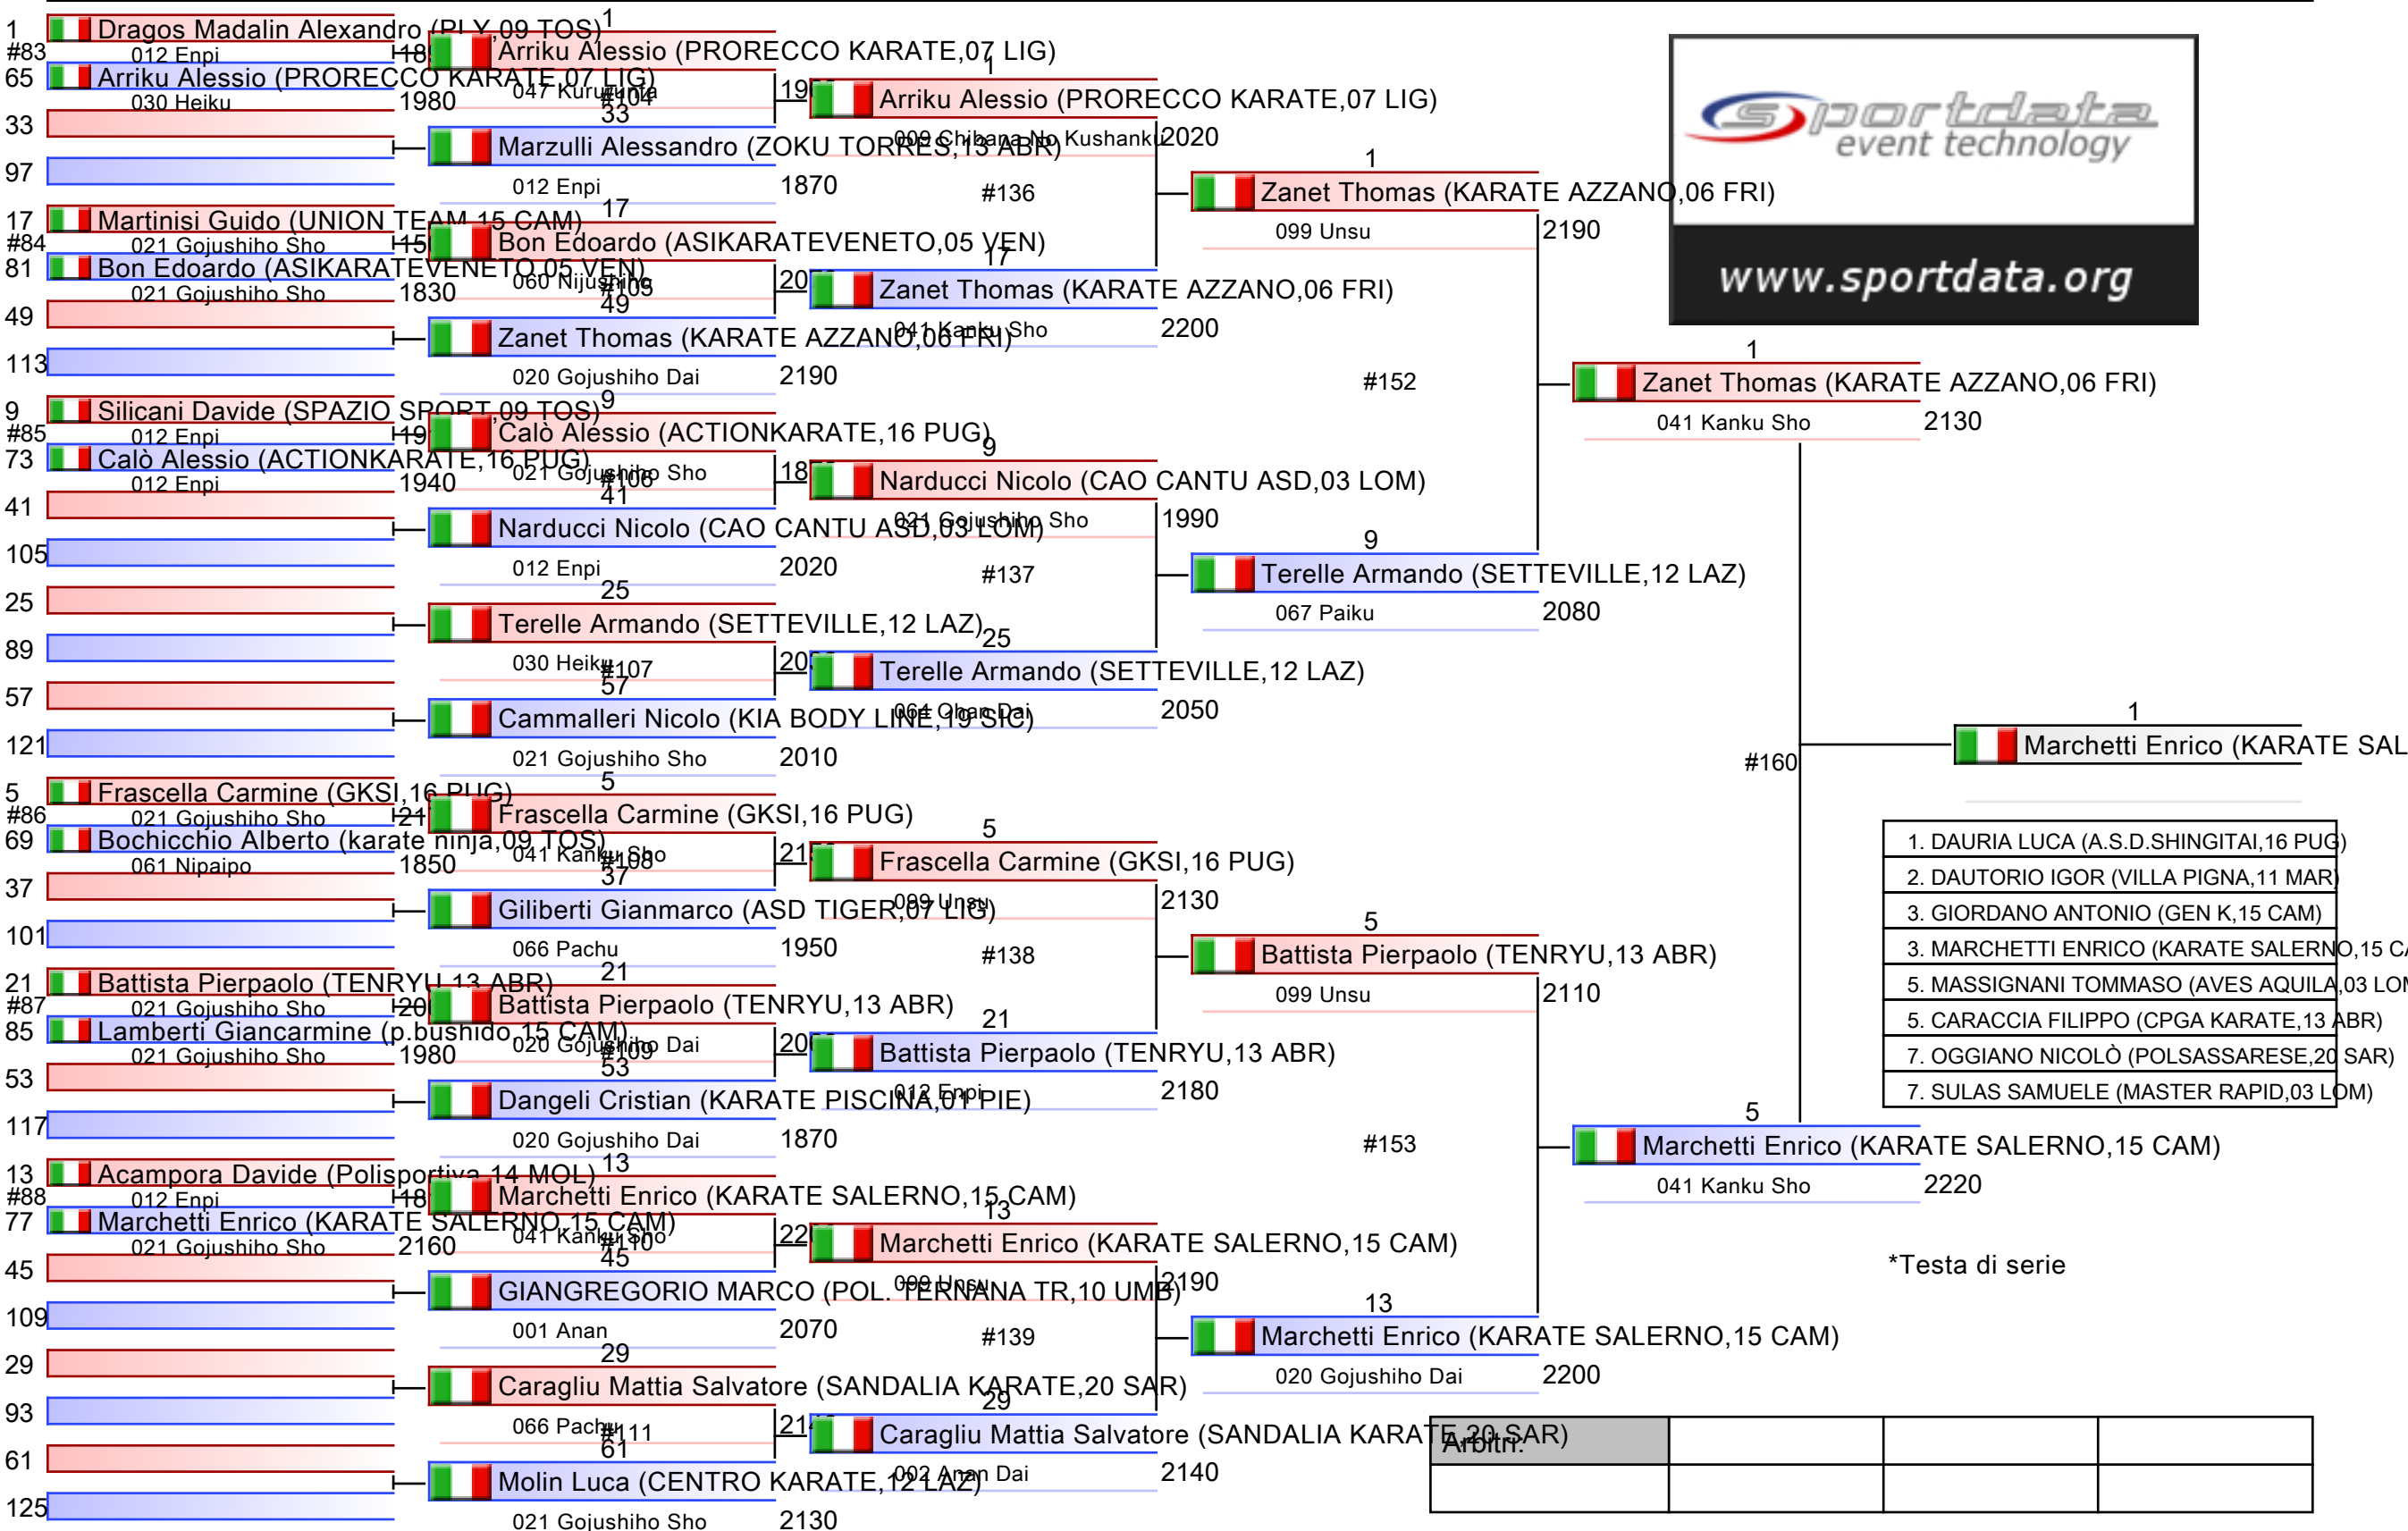 1
Dragos Madalin Alexandro (PLY,09 TOS)
#83
012 Enpi
65
Arriku Alessio (PRORECCO KARATE,07 LIG)
030 Heiku
1980
33
97
17
Martinisi Guido (UNION TEAM,15 CAM)
#84
021 Gojushiho Sho
81
Bon Edoardo (ASIKARATEVENETO,05 VEN)
021 Gojushiho Sho
1830
49
113
9
Silicani Davide (SPAZIO SPORT,09 TOS)
#85
012 Enpi
73
Calò Alessio (ACTIONKARATE,16 PUG)
012 Enpi
1940
41
105
25
89
57
121
5
Frascella Carmine (GKSI,16 PUG)
#86
021 Gojushiho Sho
69
Bochicchio Alberto (karate ninja,09 TOS)
061 Nipaipo
1850
37
101
21
Battista Pierpaolo (TENRYU,13 ABR)
#87
021 Gojushiho Sho
85
Lamberti Giancarmine (p.bushido,15 CAM)
021 Gojushiho Sho
1980
53
117
13
Acampora Davide (Polisportiva,14 MOL)
#88
012 Enpi
77
Marchetti Enrico (KARATE SALERNO,15 CAM)
021 Gojushiho Sho
2160
45
109
29
93
61
125
1
Arriku Alessio (PRORECCO KARATE,07 LIG)
047 Kururunfa
#104
33
Marzulli Alessandro (ZOKU TORRES,13 ABR)
012 Enpi
1870
17
Bon Edoardo (ASIKARATEVENETO,05 VEN)
060 Nijushiho
#105
49
Zanet Thomas (KARATE AZZANO,06 FRI)
020 Gojushiho Dai
2190
9
Calò Alessio (ACTIONKARATE,16 PUG)
021 Gojushiho Sho
#106
41
Narducci Nicolo (CAO CANTU ASD,03 LOM)
012 Enpi
2020
25
Terelle Armando (SETTEVILLE,12 LAZ)
030 Heiku
#107
57
Cammalleri Nicolo (KIA BODY LINE,19 SIC)
021 Gojushiho Sho
2010
5
Frascella Carmine (GKSI,16 PUG)
041 Kanku Sho
#108
37
Giliberti Gianmarco (ASD TIGER,07 LIG)
066 Pachu
1950
21
Battista Pierpaolo (TENRYU,13 ABR)
020 Gojushiho Dai
#109
53
Dangeli Cristian (KARATE PISCINA,01 PIE)
020 Gojushiho Dai
1870
13
Marchetti Enrico (KARATE SALERNO,15 CAM)
041 Kanku Sho
#110
45
GIANGREGORIO MARCO (POL. TERNANA TR,10 UMB)
001 Anan
2070
29
Caragliu Mattia Salvatore (SANDALIA KARATE,20 SAR)
066 Pachu
#111
61
Molin Luca (CENTRO KARATE,12 LAZ)
021 Gojushiho Sho
2130
1
Arriku Alessio (PRORECCO KARATE,07 LIG)
009 Chibana No Kushanku
2020
#136
17
Zanet Thomas (KARATE AZZANO,06 FRI)
041 Kanku Sho
2200
9
Narducci Nicolo (CAO CANTU ASD,03 LOM)
021 Gojushiho Sho
1990
#137
25
Terelle Armando (SETTEVILLE,12 LAZ)
064 Ohan Dai
2050
5
Frascella Carmine (GKSI,16 PUG)
099 Unsu
2130
#138
21
Battista Pierpaolo (TENRYU,13 ABR)
012 Enpi
2180
13
Marchetti Enrico (KARATE SALERNO,15 CAM)
099 Unsu
2190
#139
29
Caragliu Mattia Salvatore (SANDALIA KARATE,20 SAR)
002 Anan Dai
2140
1
Zanet Thomas (KARATE AZZANO,06 FRI)
099 Unsu
2190
#152
9
Terelle Armando (SETTEVILLE,12 LAZ)
067 Paiku
2080
5
Battista Pierpaolo (TENRYU,13 ABR)
099 Unsu
2110
#153
13
Marchetti Enrico (KARATE SALERNO,15 CAM)
020 Gojushiho Dai
2200
1
Zanet Thomas (KARATE AZZANO,06 FRI)
041 Kanku Sho
2130
#160
5
Marchetti Enrico (KARATE SALERNO,15 CAM)
041 Kanku Sho
2220
1
Marchetti Enrico (KARATE SAL
sportdata
event technology
www.sportdata.org
1. DAURIA LUCA (A.S.D.SHINGITAI,16 PUG)
2. DAUTORIO IGOR (VILLA PIGNA,11 MAR)
3. GIORDANO ANTONIO (GEN K,15 CAM)
3. MARCHETTI ENRICO (KARATE SALERNO,15 CA
5. MASSIGNANI TOMMASO (AVES AQUILA,03 LOM
5. CARACCIA FILIPPO (CPGA KARATE,13 ABR)
7. OGGIANO NICOLÒ (POLSASSARESE,20 SAR)
7. SULAS SAMUELE (MASTER RAPID,03 LOM)
*Testa di serie
Arbitri: